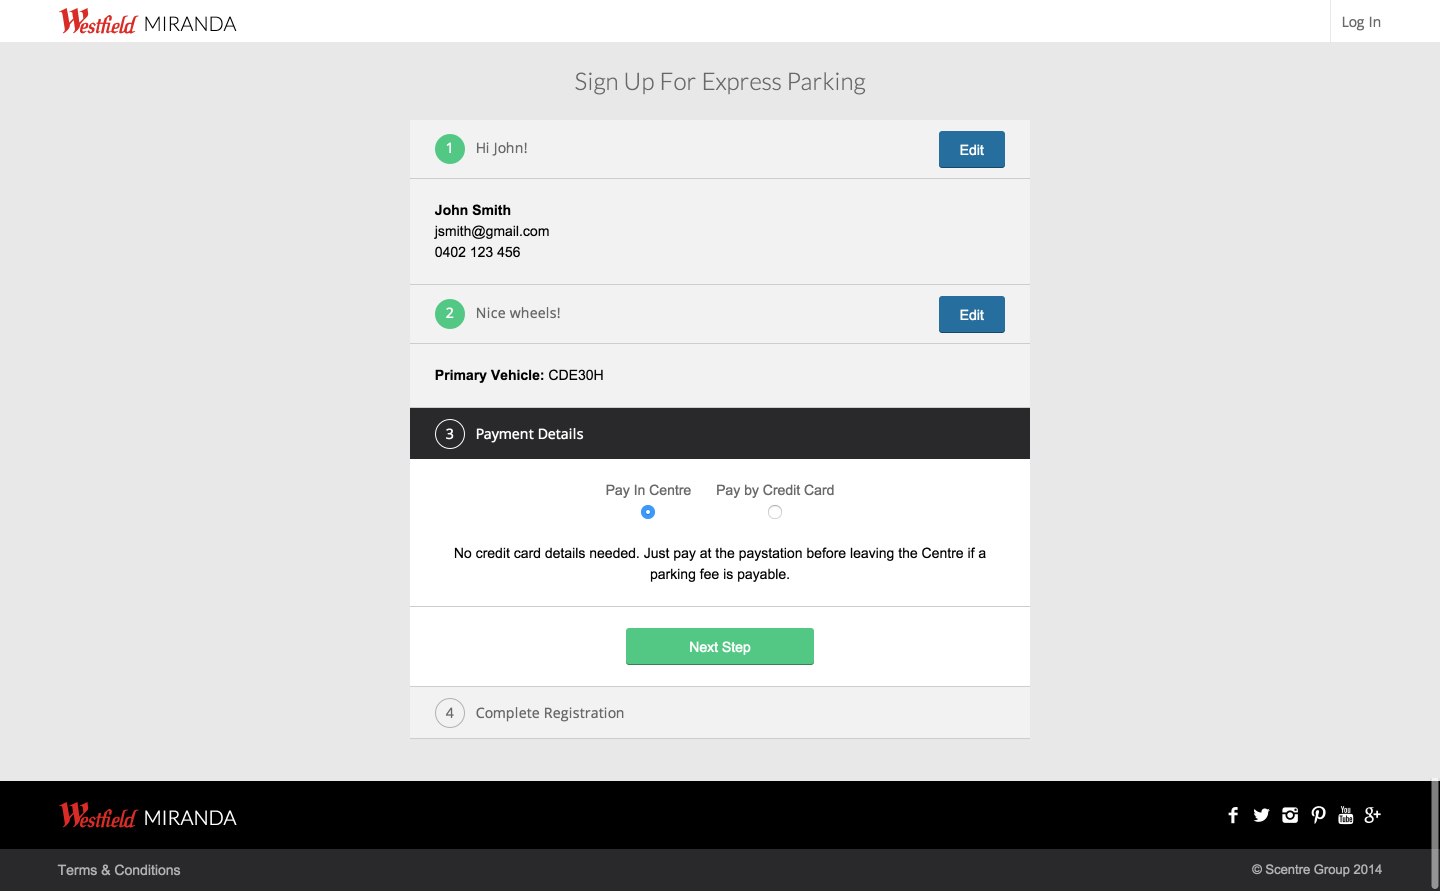 Westfield MIRANDA
Log In
Sign Up For Express Parking
1 Hi John!
Edit
John Smith
jsmith@gmail.com
0402 123 456
2 Nice wheels!
Edit
Primary Vehicle: CDE30H
3 Payment Details
Pay In Centre Pay by Credit Card
No credit card details needed. Just pay at the paystation before leaving the Centre if a
parking fee is payable.
Next Step
4 Complete Registration
Westfield MIRANDA
You
Tube
Terms & Conditions
© Scentre Group 2014